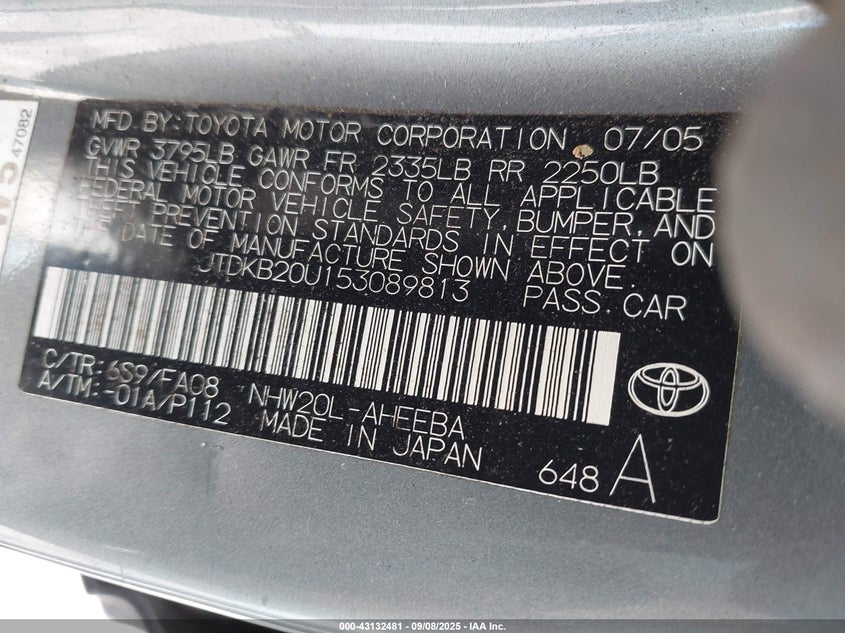 MFD BY: TOYOTA MOTOR CORPORATION 07/05
GVWR 3795LB GAWR FR 2335LB RR 2250LB
THIS VEHICLE CONFORMS TO ALL APPLICABLE
FEDERAL MOTOR VEHICLE SAFETY, BUMPER, AND
THEFT PREVENTION STANDARDS IN EFFECT ON
THE DATE OF MANUFACTURE SHOWN ABOVE.
JTDKB20U153089813 PASS.CAR
C/TR: 6S9/FA08 NHW20L-AHEEBA
A/TM: -01A/P112 MADE IN JAPAN
648 A
47082
000-43132481 - 09/08/2025 - IAA Inc.